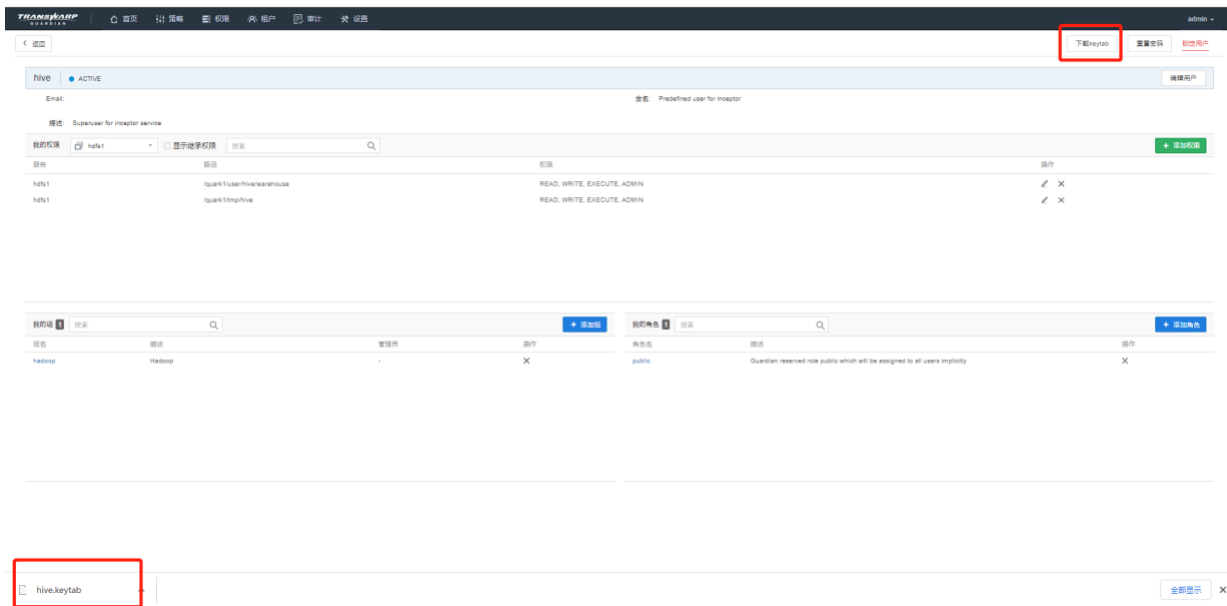 TRANSWARP GUARDIAN 首页 策略 权限 租户 审计 设置 admin
返回 下载keytab 重置密码 锁定用户
hive ACTIVE 编辑用户
Email: 全名: Predefined user for inceptor
描述: Superuser for inceptor service
我的权限 hdfs1 显示继承权限 搜索 + 添加权限
服务 路径 权限 操作
hdfs1 /quark1/user/hive/warehouse READ, WRITE, EXECUTE, ADMIN
hdfs1 /quark1/tmp/hive READ, WRITE, EXECUTE, ADMIN
我的组 1 搜索 + 添加组 我的角色 1 搜索 + 添加角色
组名 描述 管理员 操作 角色名 描述 操作
hadoop Hadoop - public Guardian reserved role public which will be assigned to all users implicitly
hive.keytab 全部显示